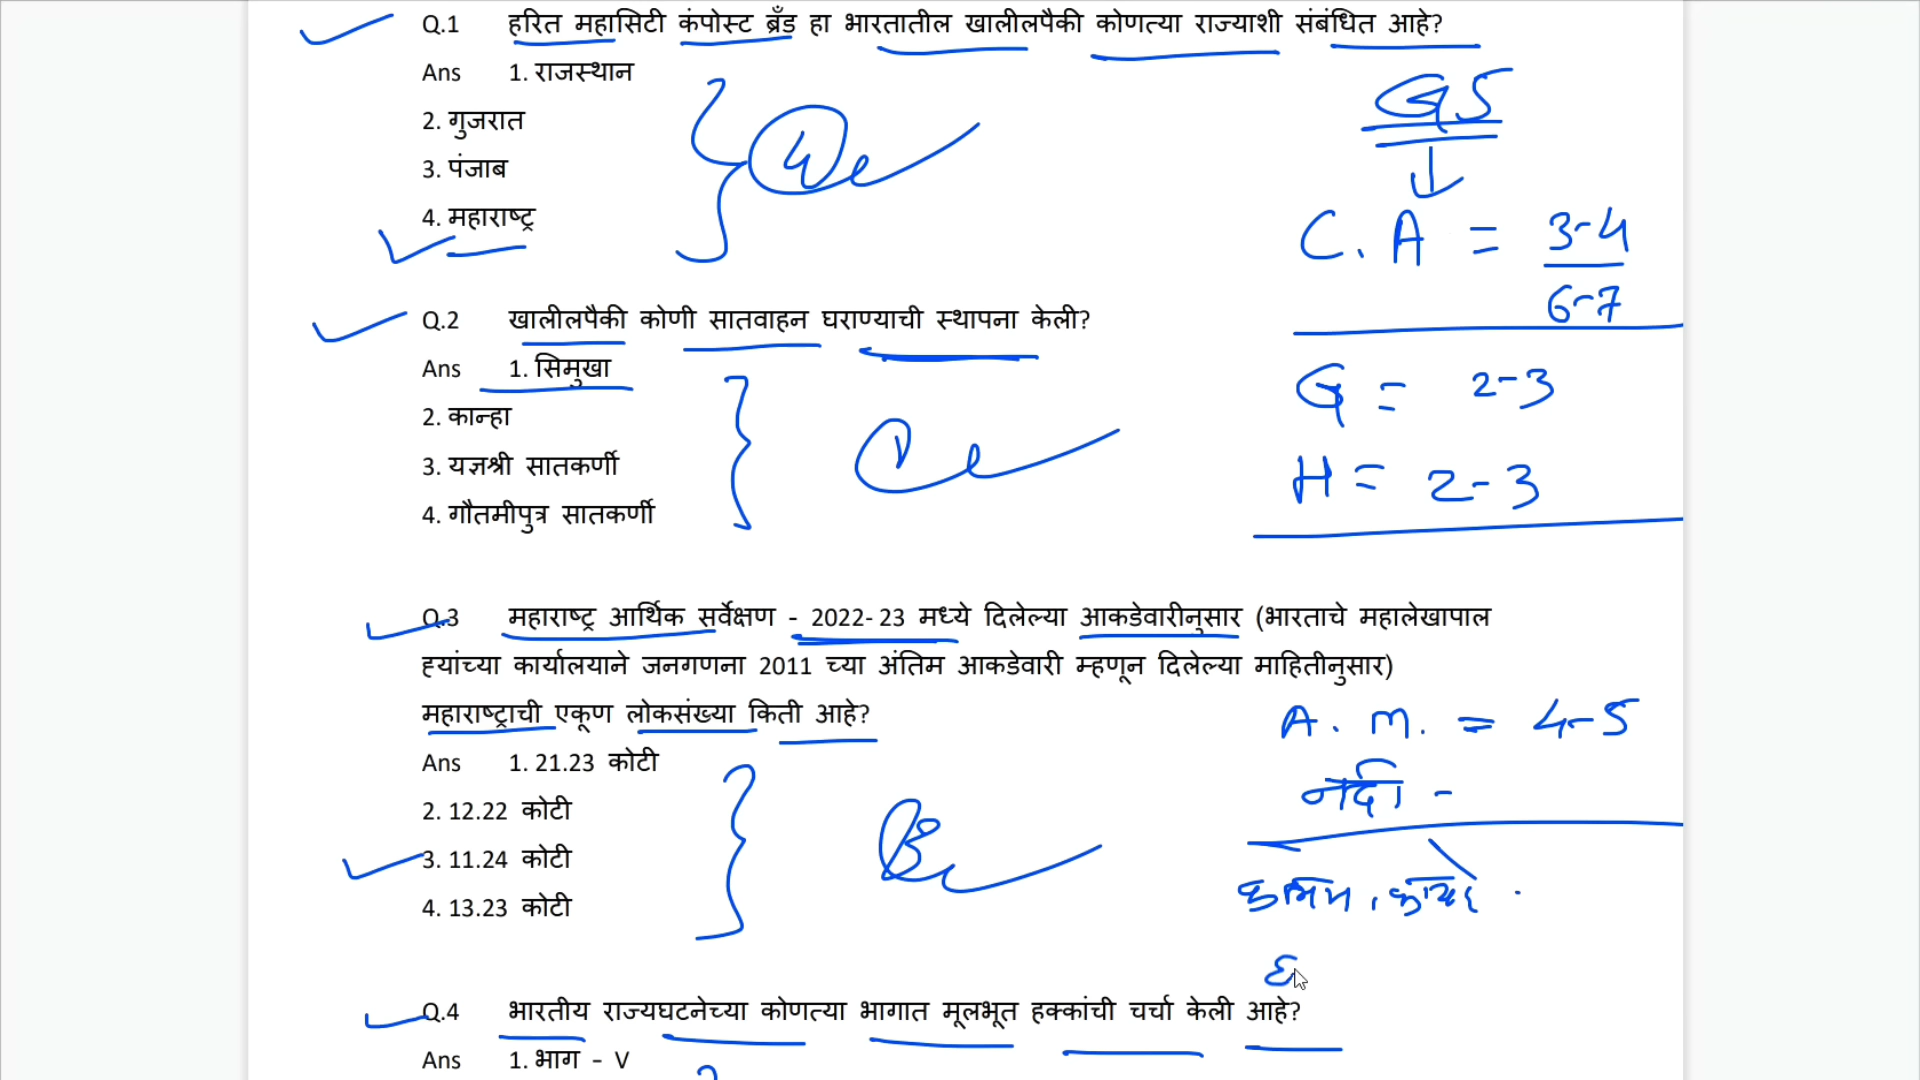 Q.1 हरित महासिटी कंपोस्ट ब्रँड हा भारतातील खालीलपैकी कोणत्या राज्याशी संबंधित आहे?
Ans 1. राजस्थान
2. गुजरात
3. पंजाब
4. महाराष्ट्र
4
GS
C.A = 3-4
6-7
Q.2 खालीलपैकी कोणी सातवाहन घराण्याची स्थापना केली?
Ans 1. सिमुखा
2. कान्हा
3. यज्ञश्री सातकर्णी
4. गौतमीपुत्र सातकर्णी
1
G = 2-3
H = 2-3
Q.3 महाराष्ट्र आर्थिक सर्वेक्षण - 2022- 23 मध्ये दिलेल्या आकडेवारीनुसार (भारताचे महालेखापाल
ह्यांच्या कार्यालयाने जनगणना 2011 च्या अंतिम आकडेवारी म्हणून दिलेल्या माहितीनुसार)
महाराष्ट्राची एकूण लोकसंख्या किती आहे?
Ans 1. 21.23 कोटी
2. 12.22 कोटी
3. 11.24 कोटी
4. 13.23 कोटी
3
A. M. = 4-5
नदी -
Q.4 भारतीय राज्यघटनेच्या कोणत्या भागात मूलभूत हक्कांची चर्चा केली आहे?
Ans 1. भाग - V